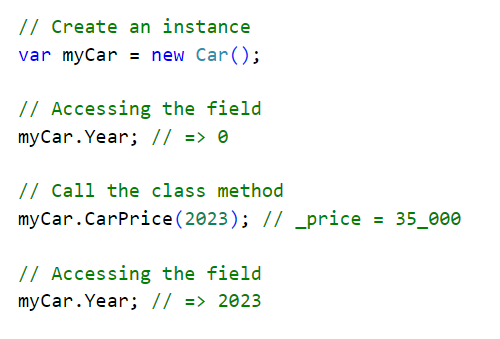 // Create an instance
var myCar = new Car();
// Accessing the field
myCar.Year; // => 0
// Call the class method
myCar.CarPrice(2023); // _price = 35_000
// Accessing the field
myCar.Year; // => 2023